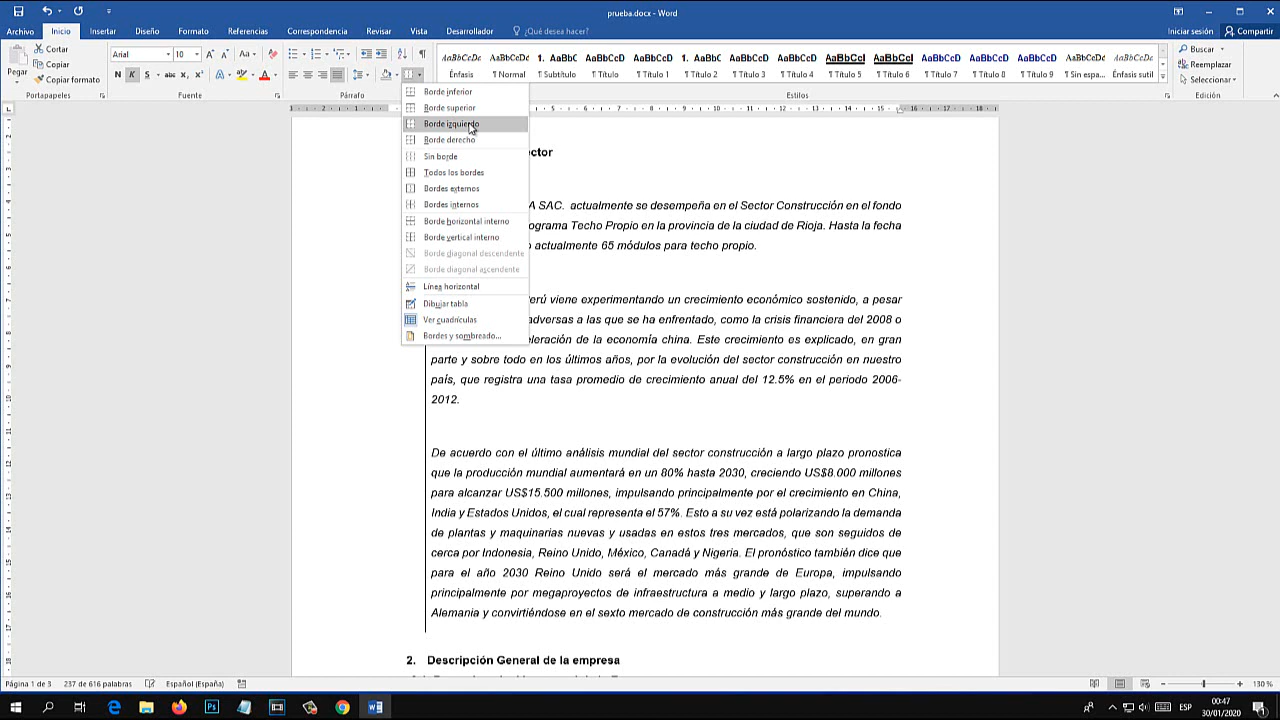 prueba.docx - Word
Archivo Inicio Insertar Diseño Formato Referencias Correspondencia Revisar Vista Desarrollador ¿Qué desea hacer? Iniciar sesión Compartir
Pegar
Cortar
Copiar
Copiar formato
Portapapeles
Arial 10
Fuente
Párrafo
AaBbCcDc Énfasis
AaBbCcDc ¶ Normal
1. AaBbC ¶ Subtítulo
AaBbCcD ¶ Título
1. AaBbC ¶ Título 1
AaBbCcD ¶ Título 2
1. AaBbC ¶ Título 3
AaBbCcD ¶ Título 4
AaBbCcI ¶ Título 5
AaBbCcI ¶ Título 6
AaBbCcD ¶ Título 7
AaBbCcD ¶ Título 8
AaBbCcD ¶ Título 9
AaBbCcDc ¶ Sin espa...
AaBbCcDc Énfasis sutil
Estilos
Buscar
Reemplazar
Seleccionar
Edición
Borde inferior
Borde superior
Borde izquierdo
Borde derecho
Sin borde
Todos los bordes
Bordes externos
Bordes internos
Borde horizontal interno
Borde vertical interno
Borde diagonal descendente
Borde diagonal ascendente
Línea horizontal
Dibujar tabla
Ver cuadrículas
Bordes y sombreado...
ctor
A SAC. actualmente se desempeña en el Sector Construcción en el fondo
ograma Techo Propio en la provincia de la ciudad de Rioja. Hasta la fecha
o actualmente 65 módulos para techo propio.
erú viene experimentando un crecimiento económico sostenido, a pesar
adversas a las que se ha enfrentado, como la crisis financiera del 2008 o
eleración de la economía china. Este crecimiento es explicado, en gran
parte y sobre todo en los últimos años, por la evolución del sector construcción en nuestro
país, que registra una tasa promedio de crecimiento anual del 12.5% en el periodo 2006-
2012.
De acuerdo con el último análisis mundial del sector construcción a largo plazo pronostica
que la producción mundial aumentará en un 80% hasta 2030, creciendo US$8.000 millones
para alcanzar US$15.500 millones, impulsando principalmente por el crecimiento en China,
India y Estados Unidos, el cual representa el 57%. Esto a su vez está polarizando la demanda
de plantas y maquinarias nuevas y usadas en estos tres mercados, que son seguidos de
cerca por Indonesia, Reino Unido, México, Canadá y Nigeria. El pronóstico también dice que
para el año 2030 Reino Unido será el mercado más grande de Europa, impulsando
principalmente por megaproyectos de infraestructura a medio y largo plazo, superando a
Alemania y convirtiéndose en el sexto mercado de construcción más grande del mundo.
2. Descripción General de la empresa
Página 1 de 3 237 de 616 palabras Español (España) 130 %
ESP
00:47
30/01/2020